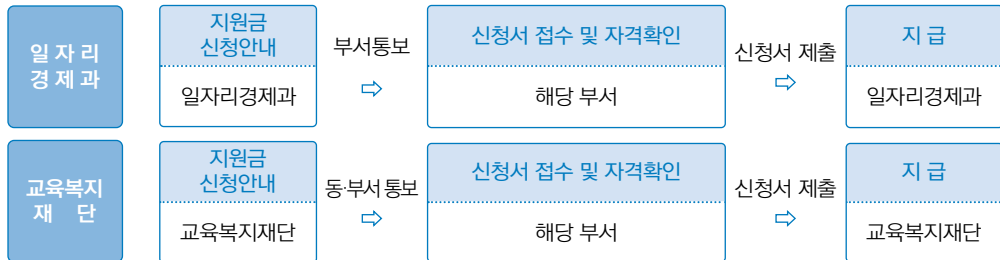 일 자 리
경 제 과
지원금
신청안내
일자리경제과
부서통보
⇨
신청서 접수 및 자격확인
해당 부서
신청서 제출
⇨
지 급
일자리경제과
교육복지
재 단
지원금
신청안내
교육복지재단
동·부서 통보
⇨
신청서 접수 및 자격확인
해당 부서
신청서 제출
⇨
지 급
교육복지재단